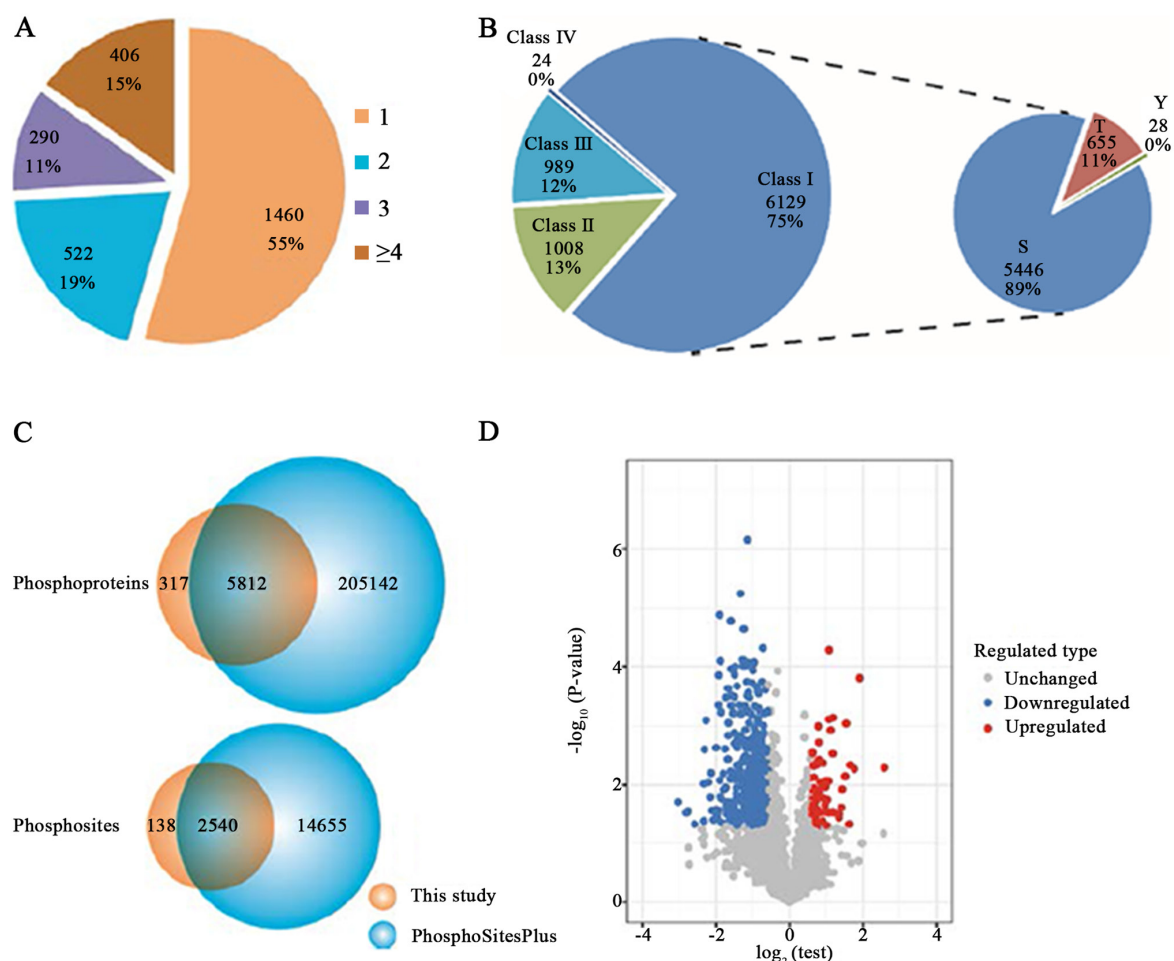 A
406
15%
290
11%
522
19%
1460
55%
1
2
3
≥4
B
Class IV
24
0%
Class III
989
12%
Class II
1008
13%
Class I
6129
75%
T
655
11%
Y
28
0%
S
5446
89%
C
Phosphoproteins
317
5812
205142
Phosphosites
138
2540
14655
This study
PhosphoSitesPlus
D
-log10 (P-value)
6
4
2
0
-4
-2
0
2
4
log2 (test)
Regulated type
Unchanged
Downregulated
Upregulated